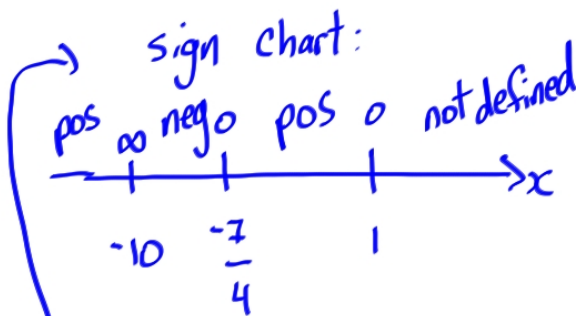 sign chart:
pos ∞ neg 0 pos 0 not defined
x
-10 -7/4 1